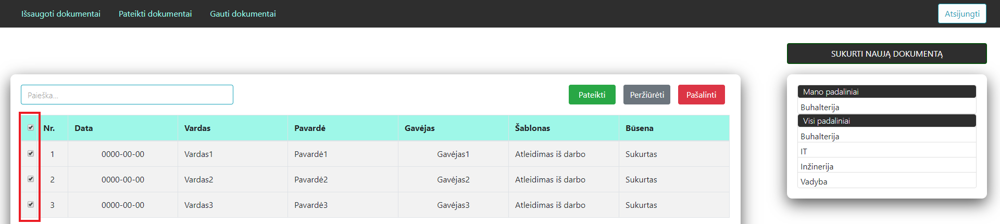 Išsaugoti dokumentai Pateikti dokumentai Gauti dokumentai Atsijungti
SUKURTI NAUJĄ DOKUMENTĄ
Paieška... Pateikti Peržiūrėti Pašalinti
Nr. Data Vardas Pavardė Gavėjas Šablonas Būsena
1 0000-00-00 Vardas1 Pavardė1 Gavėjas1 Atleidimas iš darbo Sukurtas
2 0000-00-00 Vardas2 Pavardė2 Gavėjas2 Atleidimas iš darbo Sukurtas
3 0000-00-00 Vardas3 Pavardė3 Gavėjas3 Atleidimas iš darbo Sukurtas
Mano padaliniai
Buhalterija
Visi padaliniai
Buhalterija
IT
Inžinerija
Vadyba